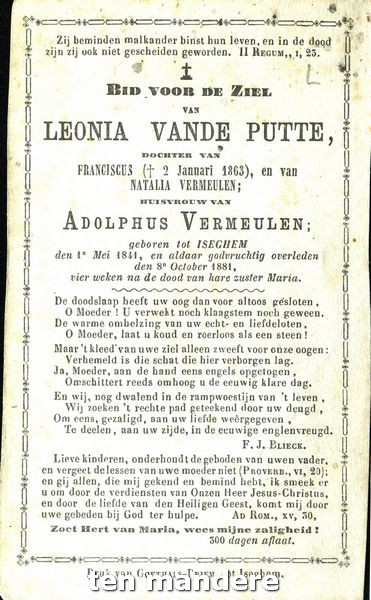 Zij beminden malkander binst hun leven, en in de dood
zijn zij ook niet gescheiden geworden. II Regum,, i, 23.
L
Bid voor de Ziel
van
LEONIA VANDE PUTTE,
dochter van
Franciscus († 2 Januari 1863), en van
Natalia Vermeulen;
huisvrouw van
Adolphus Vermeulen;
geboren tot ISEGHEM
den 1n Mei 1841, en aldaar godvruchtig overleden
den 8n October 1881,
vier weken na de dood van hare zuster Maria.
De doodslaap heeft uw oog dan voor altoos gesloten,
O Moeder! U verwekt noch klaagstem noch geween.
De warme omhelzing van uw echt- en liefdeloten,
O Moeder, laat u koud en roerloos als een steen!
Maar 't kleed van uwe ziel alleen zweeft voor onze oogen:
Verbemeld is die schat die hier verborgen lag.
Ja, Moeder, aan de hand eens engels opgetogen,
Omschittert reeds omhoog u de eeuwig klare dag.
En wij, nog dwalend in de rampwoestijn van 't leven,
Wij zoeken 't rechte pad geteekend door uw deugd,
Om eens, gezaligd, aan uw liefde weêrgegeven,
Te deelen, aan uw zijde, in de eeuwige englenvreugd.
F. J. Blieck.
Lieve kinderen, onderhoudt de geboden van uwen vader,
en vergeet de lessen van uwe moeder niet (Proverb., vi, 20);
en gij allen, die mij gekend en bemind hebt, ik smeek er
u om door de verdiensten van Onzen Heer Jesus-Christus,
en door de liefde van den Heiligen Geest, komt mij door
uwe gebeden bij God ter hulpe. Ad Rom., xv, 30.
Zoet Hert van Maria, wees mijne zaligheid!
300 dagen aflaat.
Druk van Goethals-Driem, tot Iseghem.
ten mandere